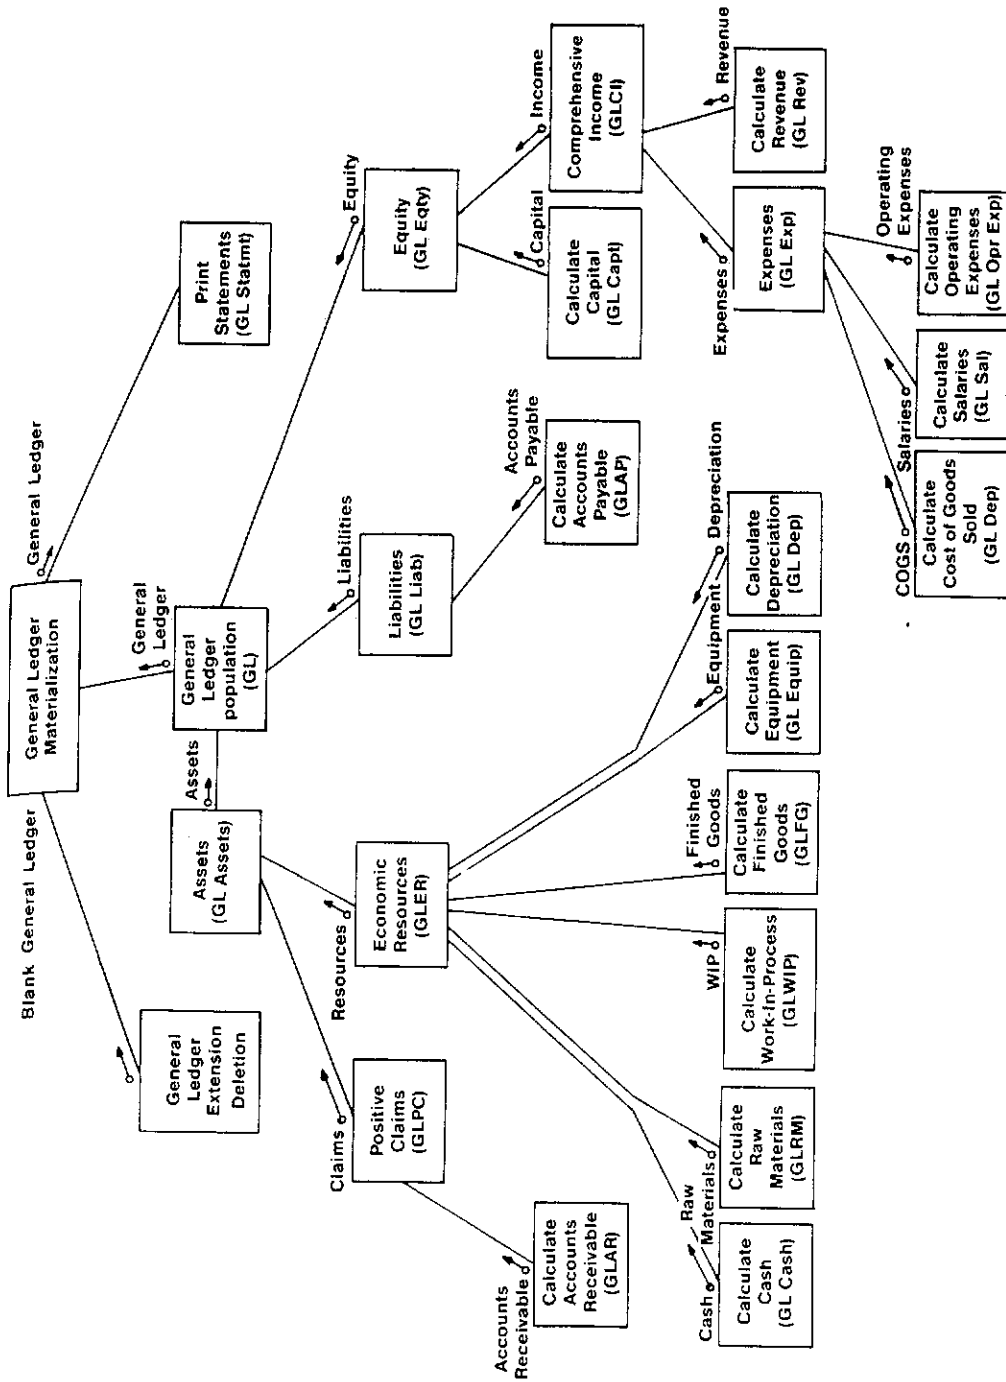 General Ledger
Materialization
Blank General Ledger
General Ledger
General
Ledger
General
Ledger
Extension
Deletion
Assets
(GL Assets)
Assets
General
Ledger
population
(GL)
Print
Statements
(GL Statmt)
Claims
Resources
Liabilities
Equity
Positive
Claims
(GLPC)
Economic
Resources
(GLER)
Liabilities
(GL Liab)
Equity
(GL Eqty)
Accounts
Receivable
Accounts
Payable
Capital
Income
Calculate
Accounts
Receivable
(GLAR)
Calculate
Accounts
Payable
(GLAP)
Calculate
Capital
(GL Capt)
Comprehensive
Income
(GLCI)
Cash
Raw
Materials
WIP
Finished
Goods
Equipment
Depreciation
Expenses
Revenue
Calculate
Cash
(GL Cash)
Calculate
Raw
Materials
(GLRM)
Calculate
Work-In-Process
(GLWIP)
Calculate
Finished
Goods
(GLFG)
Calculate
Equipment
(GL Equip)
Calculate
Depreciation
(GL Dep)
Expenses
(GL Exp)
Calculate
Revenue
(GL Rev)
COGS
Salaries
Operating
Expenses
Calculate
Cost of Goods
Sold
(GL Dep)
Calculate
Salaries
(GL Sal)
Calculate
Operating
Expenses
(GL Opr Exp)